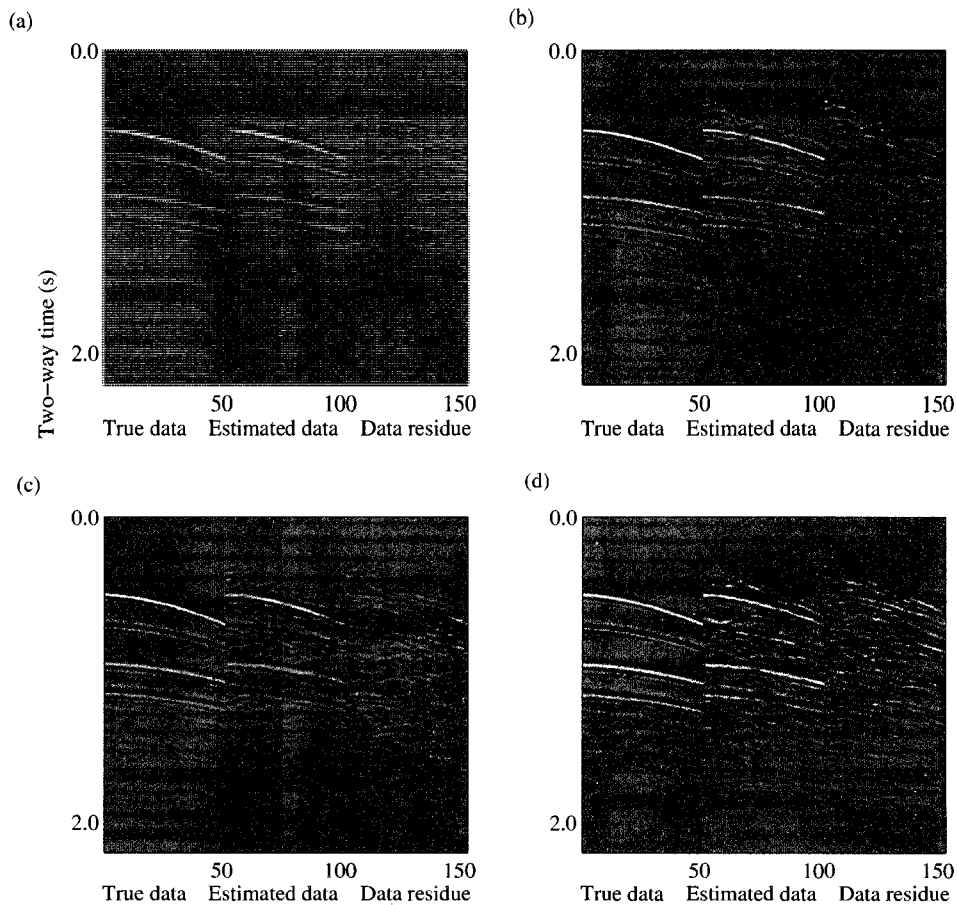 (a)
0.0
Two-way time (s)
2.0
50 100 150
True data Estimated data Data residue
(b)
0.0
2.0
50 100 150
True data Estimated data Data residue
(c)
0.0
2.0
50 100 150
True data Estimated data Data residue
(d)
0.0
2.0
50 100 150
True data Estimated data Data residue